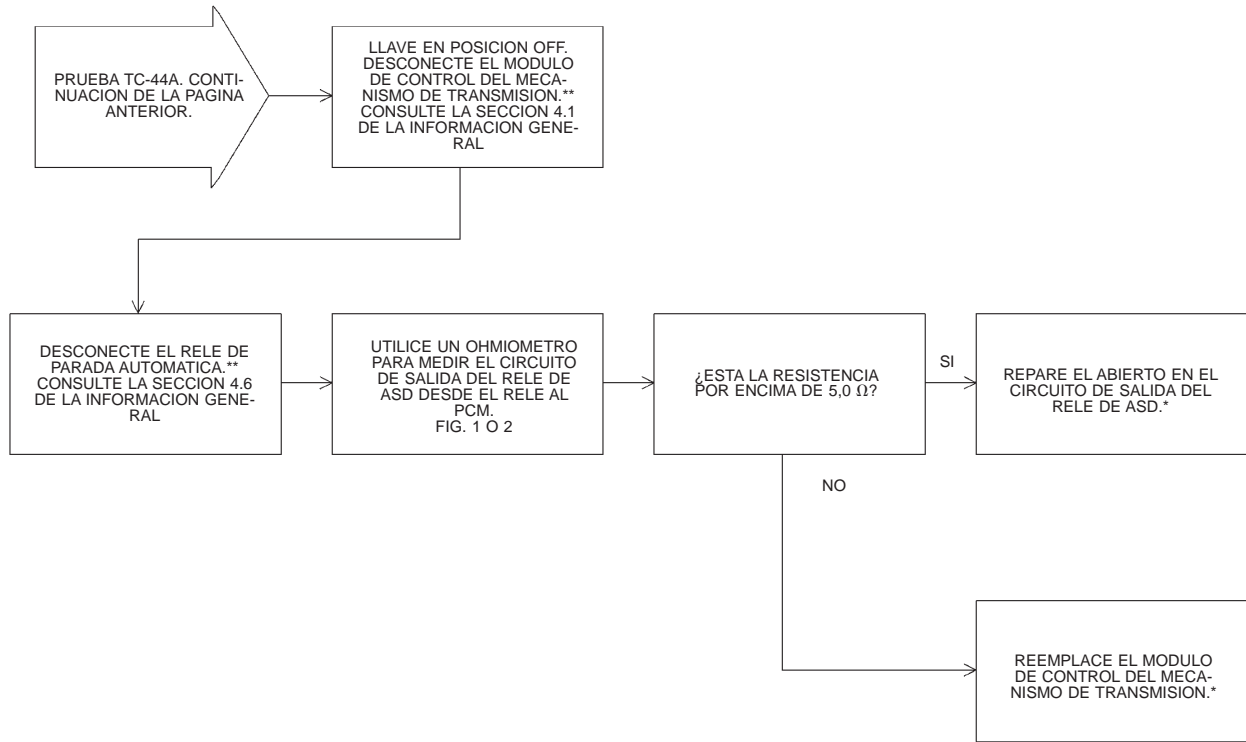 PRUEBA TC-44A. CONTI-
NUACION DE LA PAGINA
ANTERIOR.
LLAVE EN POSICION OFF.
DESCONECTE EL MODULO
DE CONTROL DEL MECA-
NISMO DE TRANSMISION.**
CONSULTE LA SECCION 4.1
DE LA INFORMACION GENE-
RAL
DESCONECTE EL RELE DE
PARADA AUTOMATICA.**
CONSULTE LA SECCION 4.6
DE LA INFORMACION GENE-
RAL
UTILICE UN OHMIOMETRO
PARA MEDIR EL CIRCUITO
DE SALIDA DEL RELE DE
ASD DESDE EL RELE AL
PCM.
FIG. 1 O 2
¿ESTA LA RESISTENCIA
POR ENCIMA DE 5,0 Ω?
SI
REPARE EL ABIERTO EN EL
CIRCUITO DE SALIDA DEL
RELE DE ASD.*
NO
REEMPLACE EL MODULO
DE CONTROL DEL MECA-
NISMO DE TRANSMISION.*